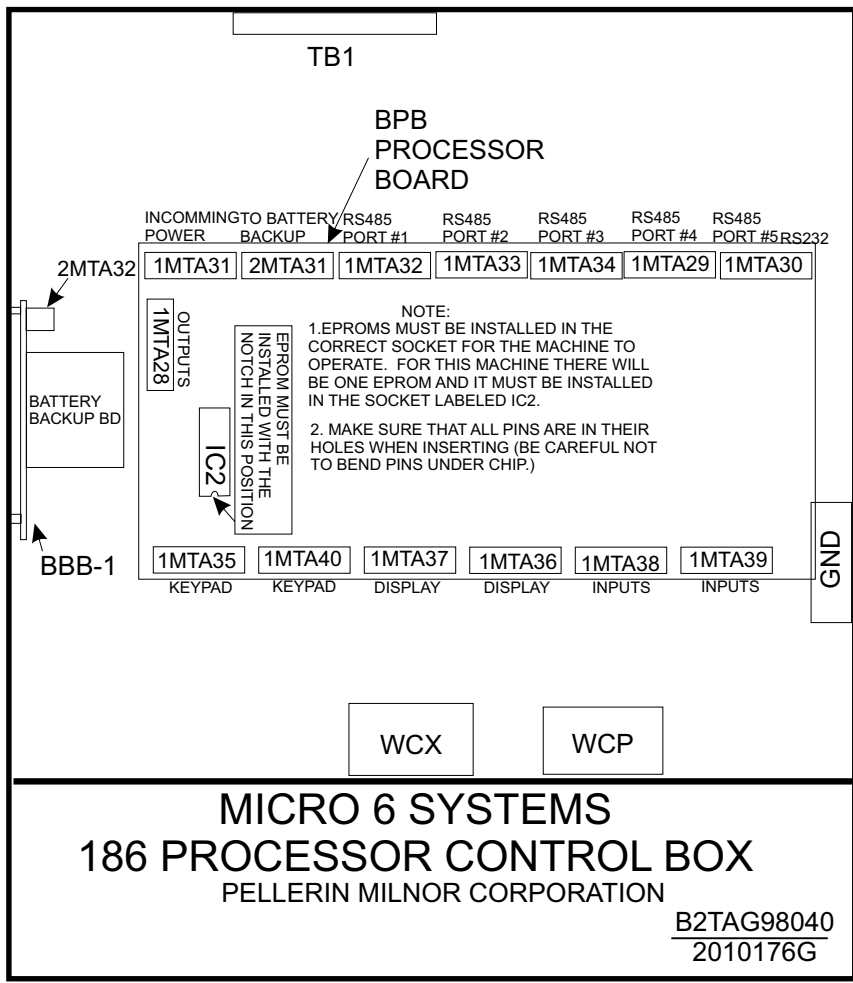 TB1
BPB
PROCESSOR
BOARD
INCOMMING
POWER
TO BATTERY
BACKUP
RS485
PORT #1
RS485
PORT #2
RS485
PORT #3
RS485
PORT #4
RS485
PORT #5
RS232
2MTA32
1MTA31
2MTA31
1MTA32
1MTA33
1MTA34
1MTA29
1MTA30
1MTA28
OUTPUTS
NOTE:
1.EPROMS MUST BE INSTALLED IN THE
CORRECT SOCKET FOR THE MACHINE TO
OPERATE. FOR THIS MACHINE THERE WILL
BE ONE EPROM AND IT MUST BE INSTALLED
IN THE SOCKET LABELED IC2.
2. MAKE SURE THAT ALL PINS ARE IN THEIR
HOLES WHEN INSERTING (BE CAREFUL NOT
TO BEND PINS UNDER CHIP.)
EPROM MUST BE
INSTALLED WITH THE
NOTCH IN THIS POSITION
IC2
BATTERY
BACKUP BD
BBB-1
1MTA35
1MTA40
1MTA37
1MTA36
1MTA38
1MTA39
KEYPAD
KEYPAD
DISPLAY
DISPLAY
INPUTS
INPUTS
GND
WCX
WCP
MICRO 6 SYSTEMS
186 PROCESSOR CONTROL BOX
PELLERIN MILNOR CORPORATION
B2TAG98040
2010176G